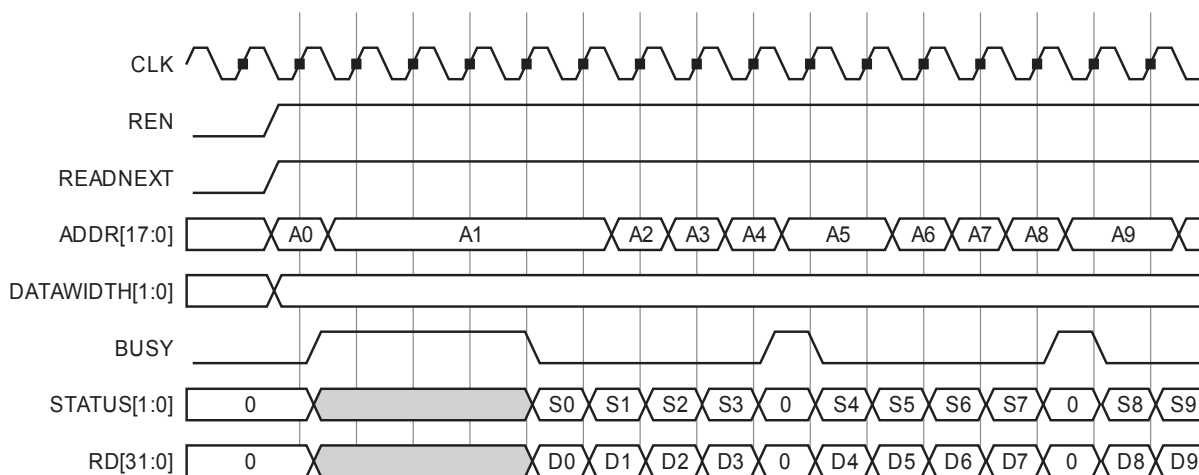 CLK
REN
READNEXT
ADDR[17:0] A0 A1 A2 A3 A4 A5 A6 A7 A8 A9
DATAWIDTH[1:0]
BUSY
STATUS[1:0] 0 S0 S1 S2 S3 0 S4 S5 S6 S7 0 S8 S9
RD[31:0] 0 D0 D1 D2 D3 0 D4 D5 D6 D7 0 D8 D9